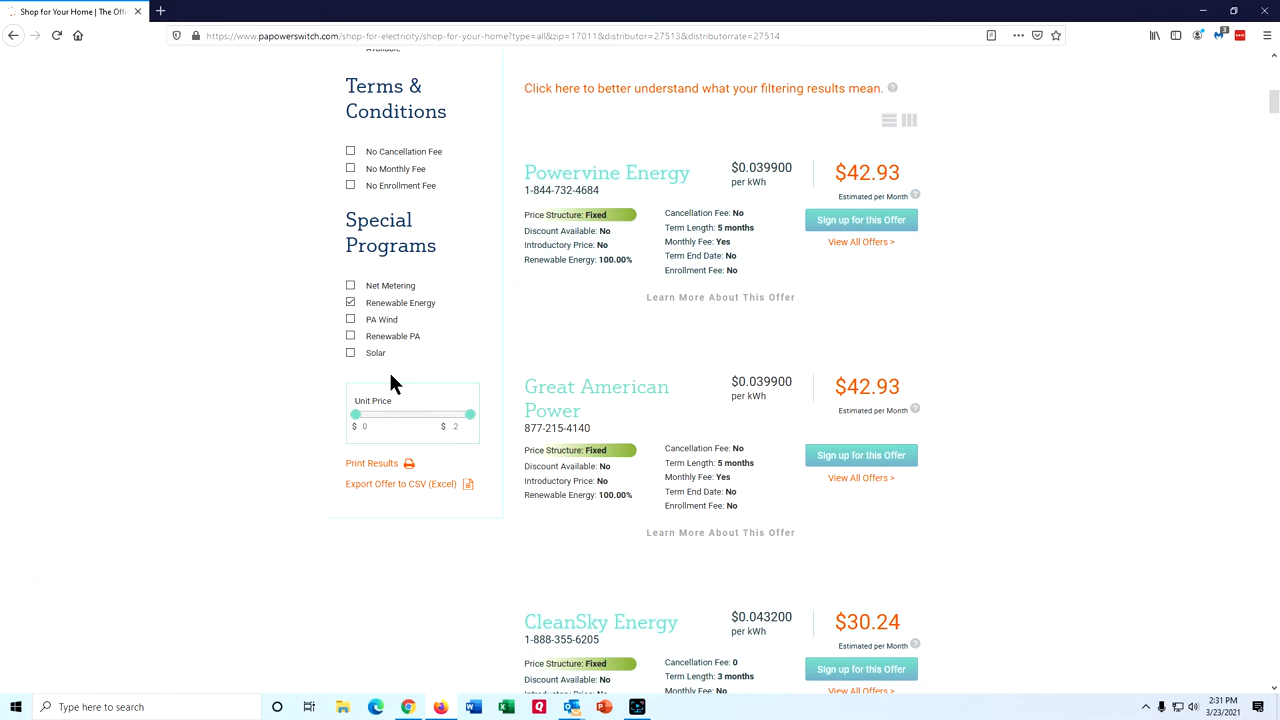 Shop for Your Home | The Off
https://www.papowerswitch.com/shop-for-electricity/shop-for-your-home?type=all&zip=17011&distributor=27513&distributorrate=27514
3
Available
Terms &
Conditions
No Cancellation Fee
No Monthly Fee
No Enrollment Fee
Special
Programs
Net Metering
Renewable Energy
PA Wind
Renewable PA
Solar
Unit Price
$ 0
$ .2
Print Results
Export Offer to CSV (Excel)
Click here to better understand what your filtering results mean. ?
Powervine Energy
1-844-732-4684
$0.039900
per kWh
$42.93
Estimated per Month ?
Price Structure: Fixed
Discount Available: No
Introductory Price: No
Renewable Energy: 100.00%
Cancellation Fee: No
Term Length: 5 months
Monthly Fee: Yes
Term End Date: No
Enrollment Fee: No
Sign up for this Offer
View All Offers >
Learn More About This Offer
Great American
Power
877-215-4140
$0.039900
per kWh
$42.93
Estimated per Month ?
Price Structure: Fixed
Discount Available: No
Introductory Price: No
Renewable Energy: 100.00%
Cancellation Fee: No
Term Length: 5 months
Monthly Fee: Yes
Term End Date: No
Enrollment Fee: No
Sign up for this Offer
View All Offers >
Learn More About This Offer
CleanSky Energy
1-888-355-6205
$0.043200
per kWh
$30.24
Estimated per Month ?
Price Structure: Fixed
Discount Available: No
Introductory Price: No
Cancellation Fee: 0
Term Length: 3 months
Monthly Fee: No
Sign up for this Offer
View All Offers >
Type here to search
2:31 PM
3/23/2021